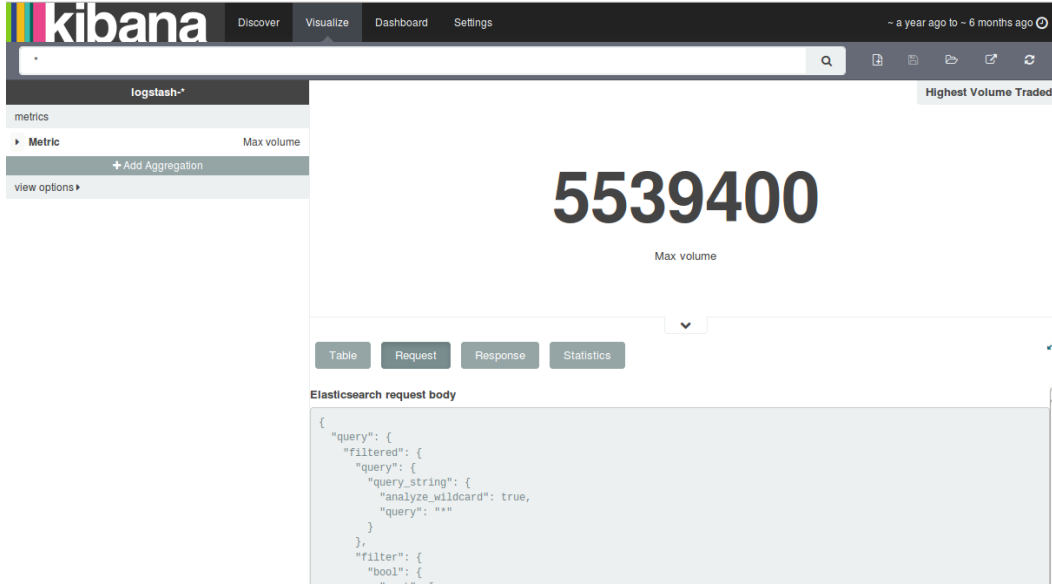 kibana Discover Visualize Dashboard Settings ~ a year ago to ~ 6 months ago
*
logstash-* Highest Volume Traded
metrics
Metric Max volume
+ Add Aggregation
view options
5539400
Max volume
Table Request Response Statistics
Elasticsearch request body
{
"query": {
"filtered": {
"query": {
"query_string": {
"analyze_wildcard": true,
"query": "*"
}
},
"filter": {
"bool": {